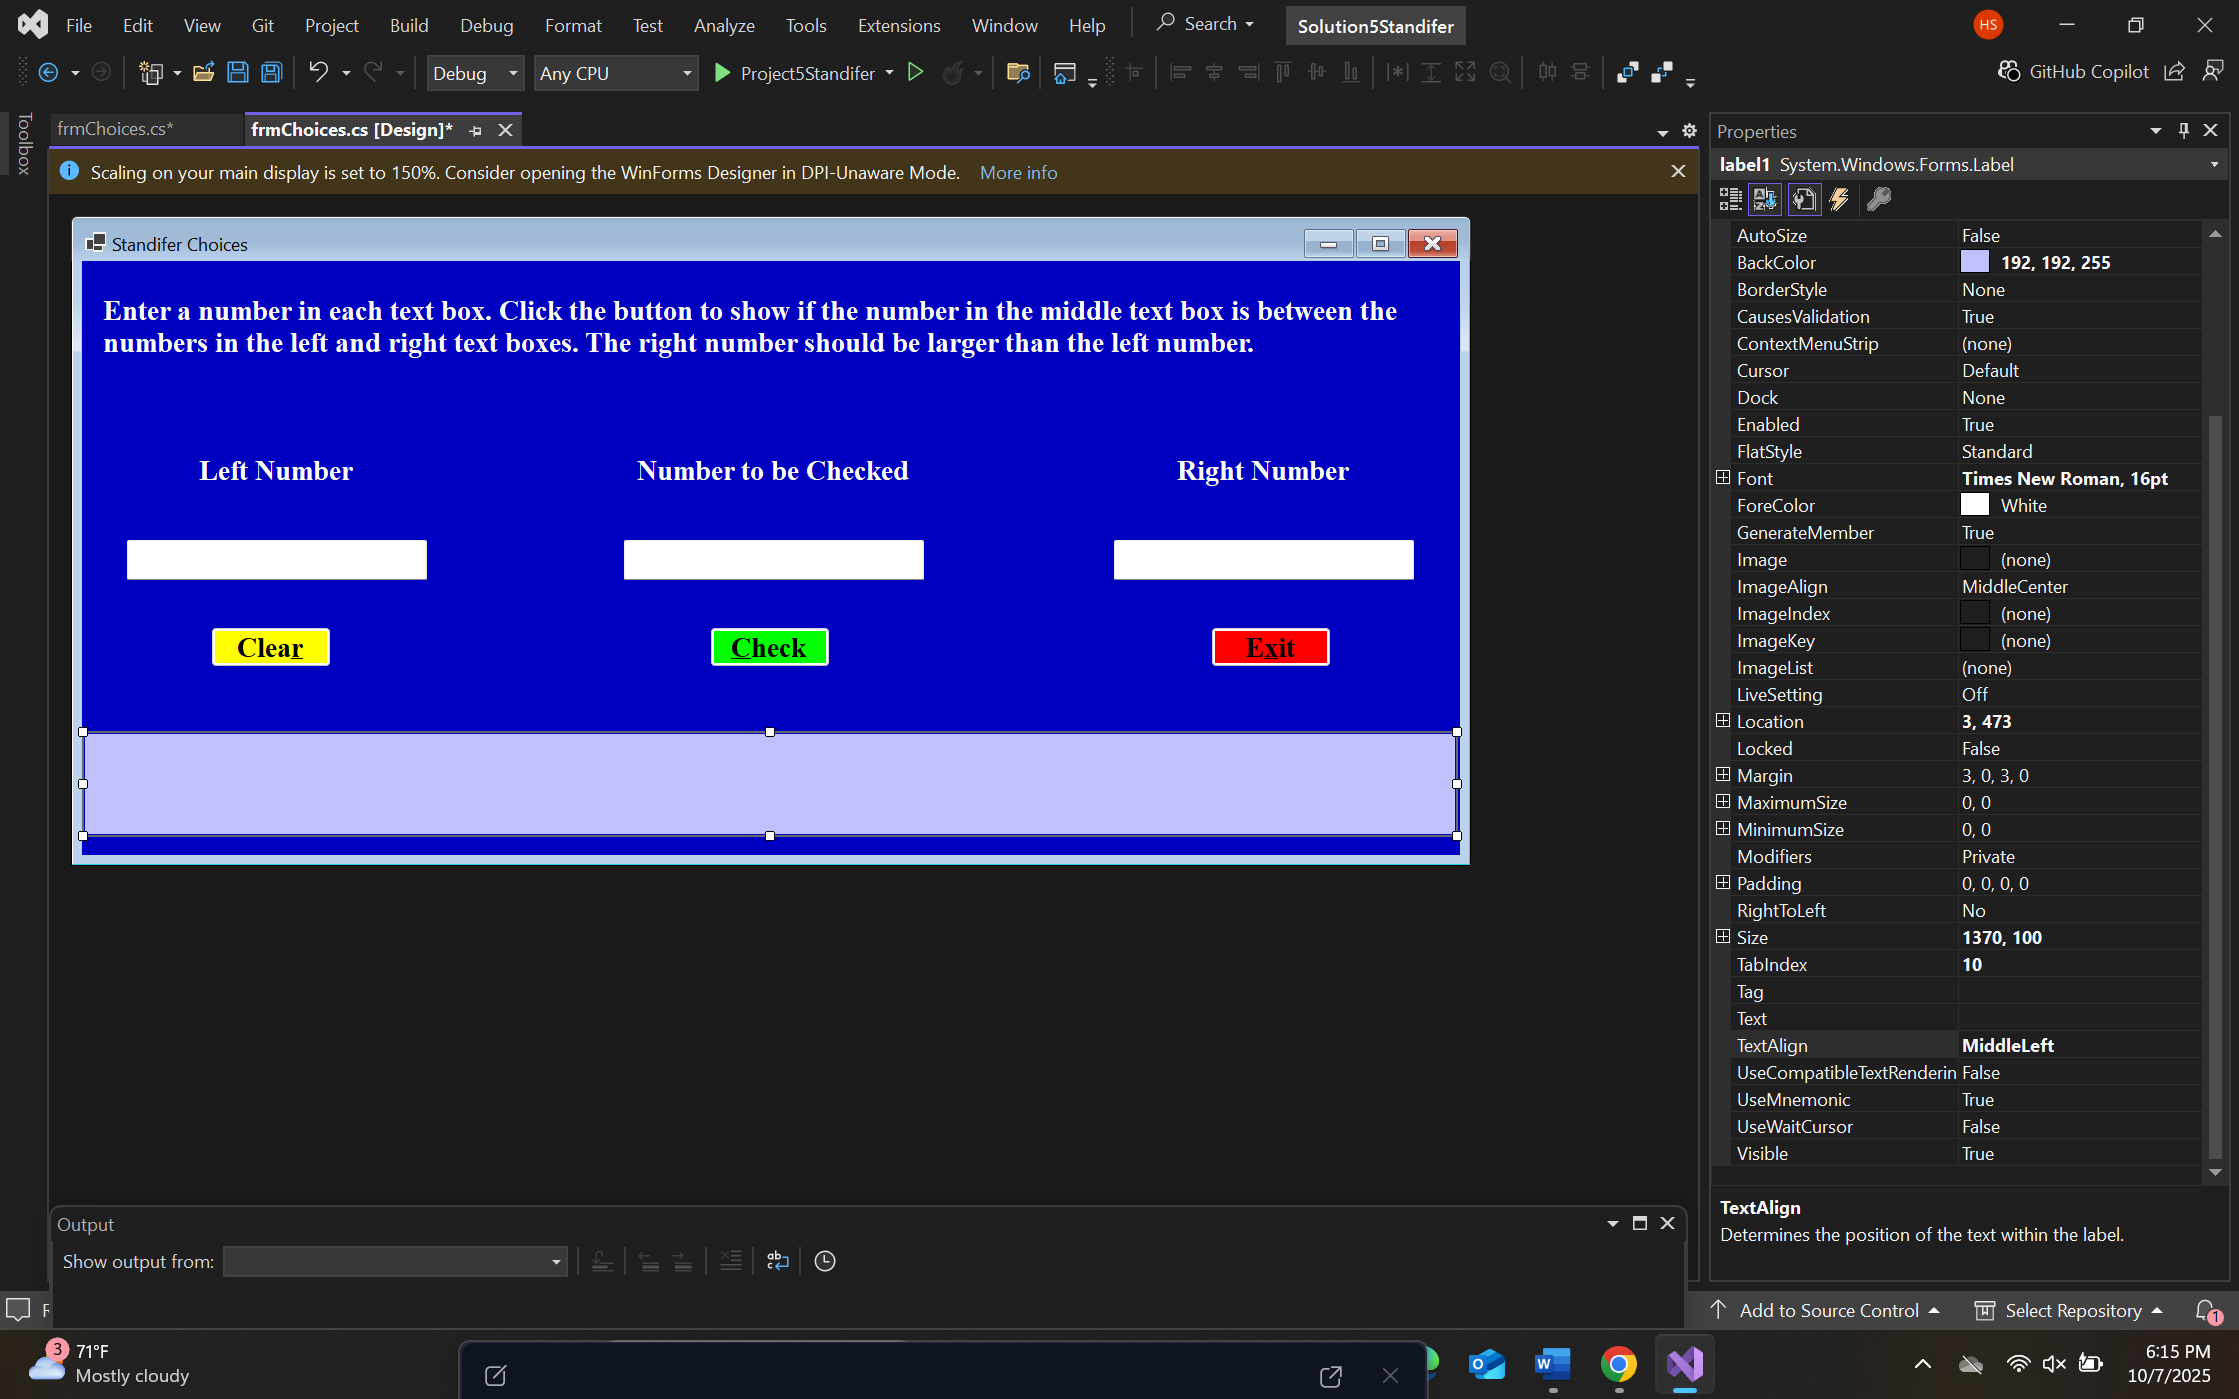 File Edit View Git Project Build Debug Format Test Analyze Tools Extensions Window Help Search Solution5Standifer HS
Debug Any CPU Project5Standifer GitHub Copilot
Toolbox
frmChoices.cs* frmChoices.cs [Design]*
Scaling on your main display is set to 150%. Consider opening the WinForms Designer in DPI-Unaware Mode. More info
Standifer Choices
Enter a number in each text box. Click the button to show if the number in the middle text box is between the
numbers in the left and right text boxes. The right number should be larger than the left number.
Left Number Number to be Checked Right Number
Clear Check Exit
Output
Show output from:
Properties
label1 System.Windows.Forms.Label
AutoSize False
BackColor 192, 192, 255
BorderStyle None
CausesValidation True
ContextMenuStrip (none)
Cursor Default
Dock None
Enabled True
FlatStyle Standard
Font Times New Roman, 16pt
ForeColor White
GenerateMember True
Image (none)
ImageAlign MiddleCenter
ImageIndex (none)
ImageKey (none)
ImageList (none)
LiveSetting Off
Location 3, 473
Locked False
Margin 3, 0, 3, 0
MaximumSize 0, 0
MinimumSize 0, 0
Modifiers Private
Padding 0, 0, 0, 0
RightToLeft No
Size 1370, 100
TabIndex 10
Tag
Text
TextAlign MiddleLeft
UseCompatibleTextRenderin False
UseMnemonic True
UseWaitCursor False
Visible True
TextAlign
Determines the position of the text within the label.
Add to Source Control Select Repository 1
3 71°F
Mostly cloudy
6:15 PM
10/7/2025